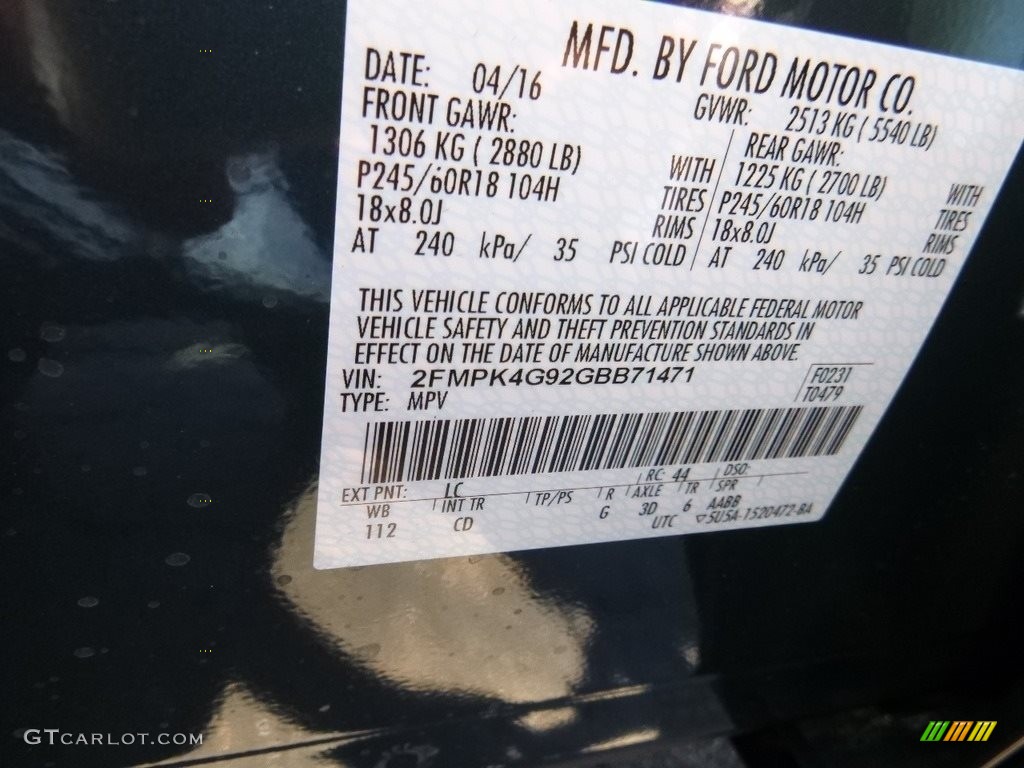 MFD. BY FORD MOTOR CO.
DATE: 04/16 GVWR: 2513 KG ( 5540 LB)
FRONT GAWR: REAR GAWR:
1306 KG ( 2880 LB) WITH 1225 KG ( 2700 LB) WITH
P245/60R18 104H TIRES P245/60R18 104H TIRES
18x8.0J RIMS 18x8.0J RIMS
AT 240 kPa/ 35 PSI COLD AT 240 kPa/ 35 PSI COLD
THIS VEHICLE CONFORMS TO ALL APPLICABLE FEDERAL MOTOR
VEHICLE SAFETY AND THEFT PREVENTION STANDARDS IN
EFFECT ON THE DATE OF MANUFACTURE SHOWN ABOVE.
VIN: 2FMPK4G92GBB71471 F0231
TYPE: MPV T0479
EXT PNT: LC RC: 44 DSO:
WB INT TR TP/PS R AXLE TR SPR
112 CD G 3D 6 AABB
UTC ▽5USA-1520472-BA
GTCARLOT.COM